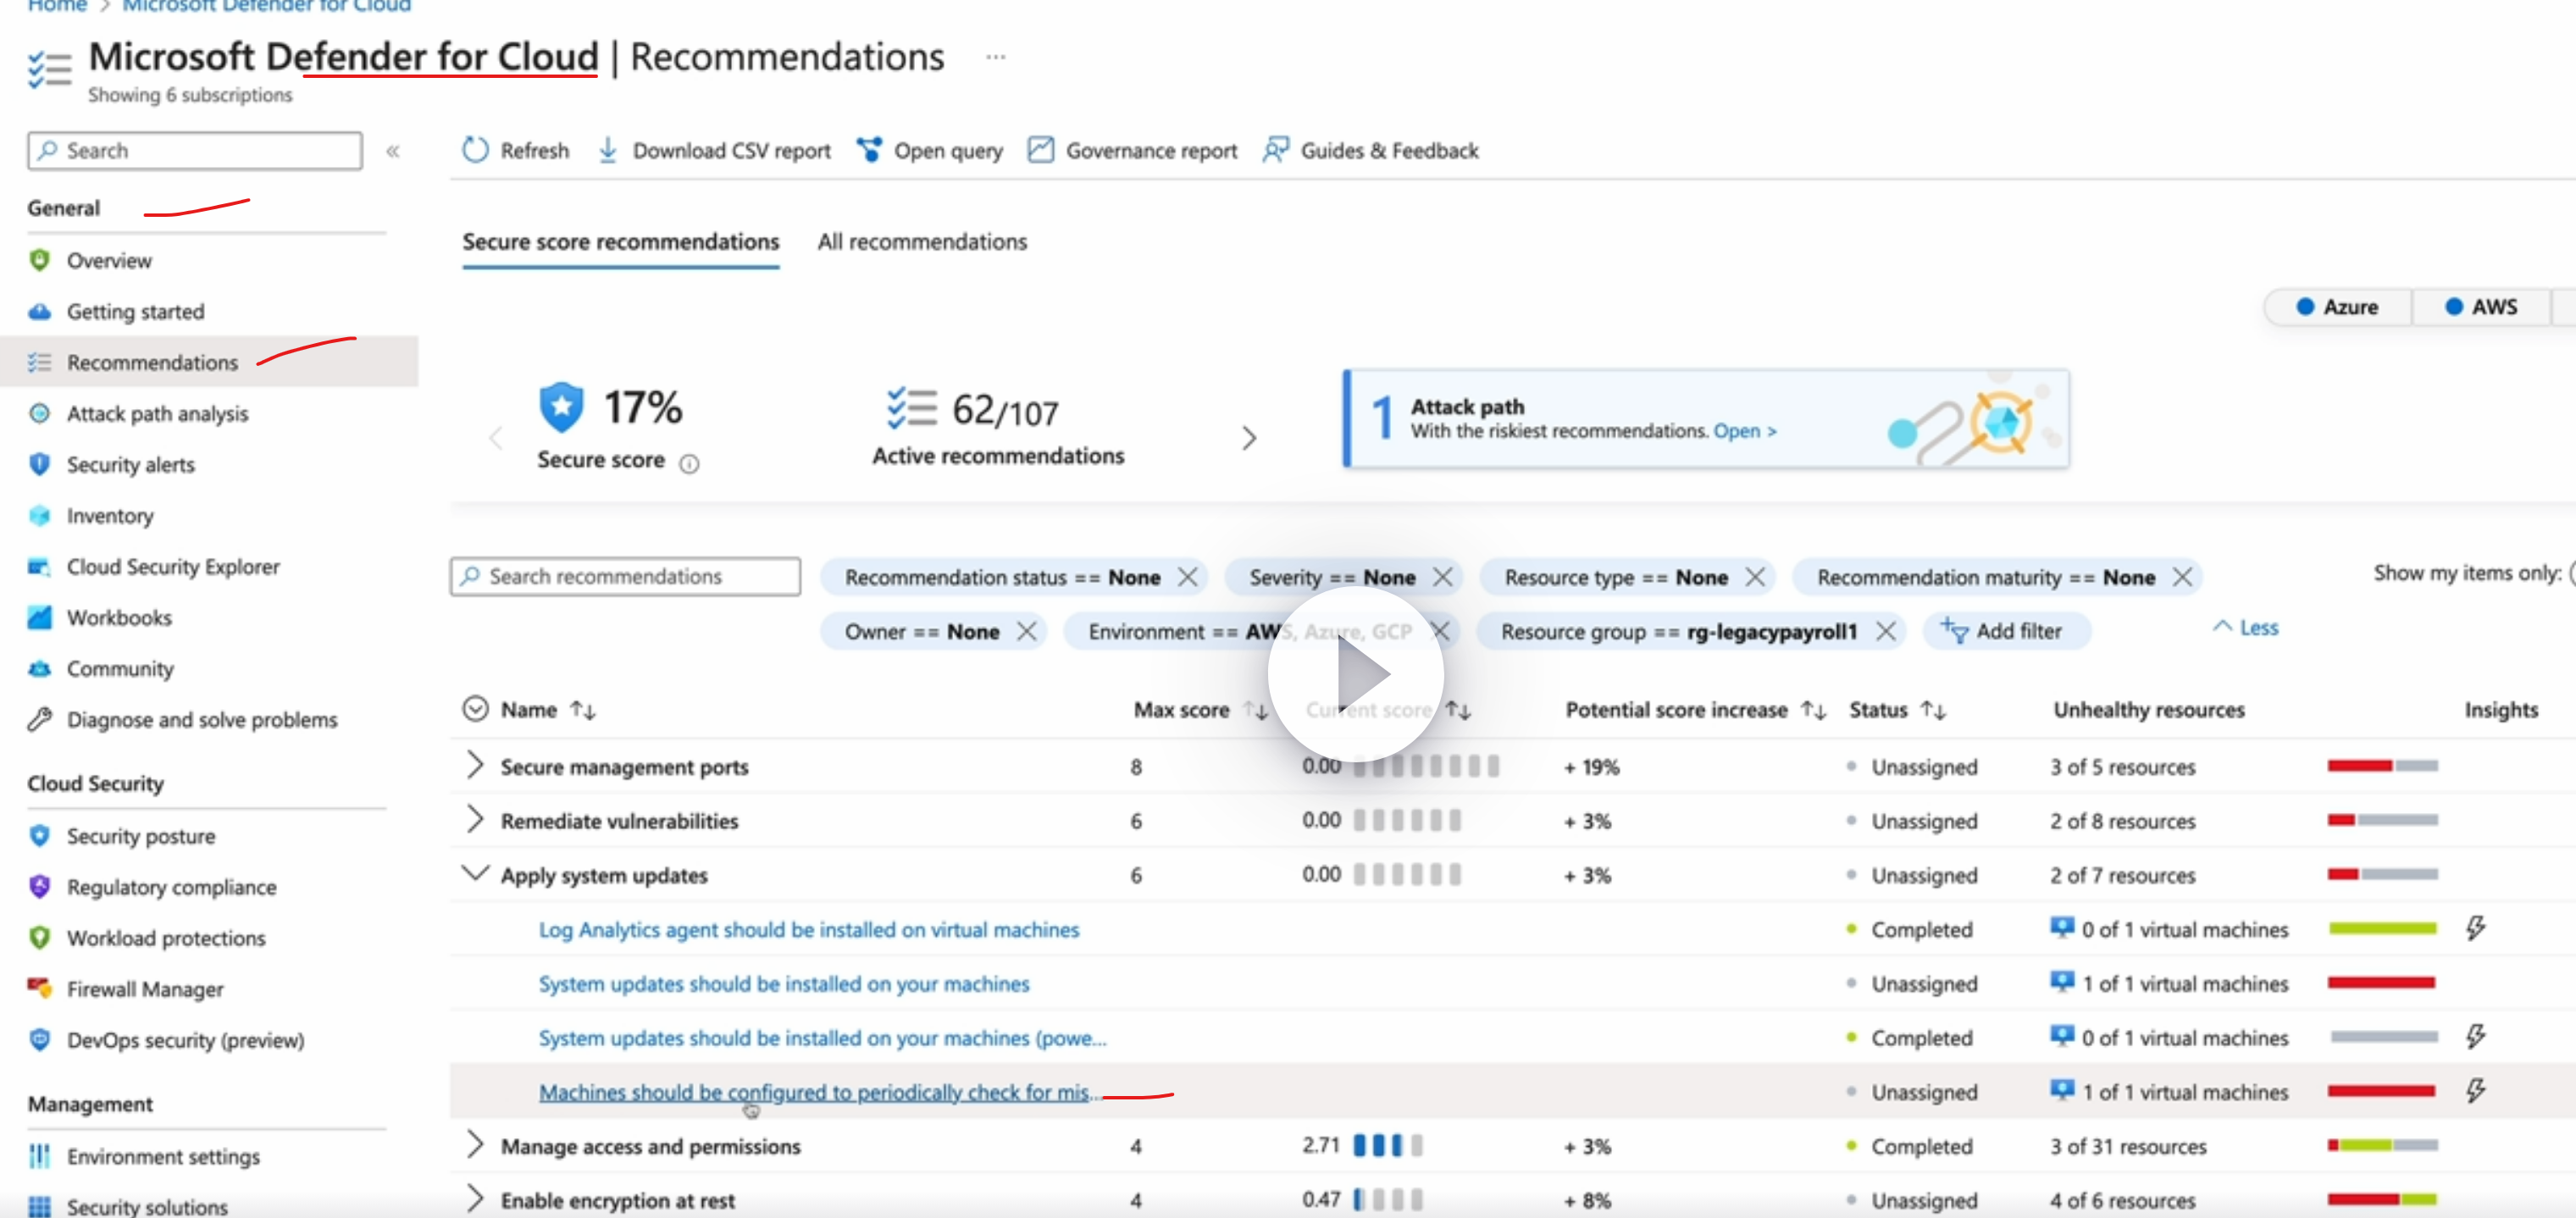 Home > Microsoft Defender for Cloud
Microsoft Defender for Cloud | Recommendations ...
Showing 6 subscriptions
Search «
Refresh Download CSV report Open query Governance report Guides & Feedback
General
Overview
Getting started
Recommendations
Attack path analysis
Security alerts
Inventory
Cloud Security Explorer
Workbooks
Community
Diagnose and solve problems
Cloud Security
Security posture
Regulatory compliance
Workload protections
Firewall Manager
DevOps security (preview)
Management
Environment settings
Security solutions
Secure score recommendations All recommendations
Azure AWS
17% Secure score
62/107 Active recommendations
1 Attack path
With the riskiest recommendations. Open >
Search recommendations
Recommendation status == None Severity == None Resource type == None Recommendation maturity == None
Show my items only:
Owner == None Environment == AWS, Azure, GCP Resource group == rg-legacypayroll1 Add filter Less
Name Max score Current score Potential score increase Status Unhealthy resources Insights
Secure management ports 8 0.00 + 19% Unassigned 3 of 5 resources
Remediate vulnerabilities 6 0.00 + 3% Unassigned 2 of 8 resources
Apply system updates 6 0.00 + 3% Unassigned 2 of 7 resources
Log Analytics agent should be installed on virtual machines Completed 0 of 1 virtual machines
System updates should be installed on your machines Unassigned 1 of 1 virtual machines
System updates should be installed on your machines (powe... Completed 0 of 1 virtual machines
Machines should be configured to periodically check for mis... Unassigned 1 of 1 virtual machines
Manage access and permissions 4 2.71 + 3% Completed 3 of 31 resources
Enable encryption at rest 4 0.47 + 8% Unassigned 4 of 6 resources